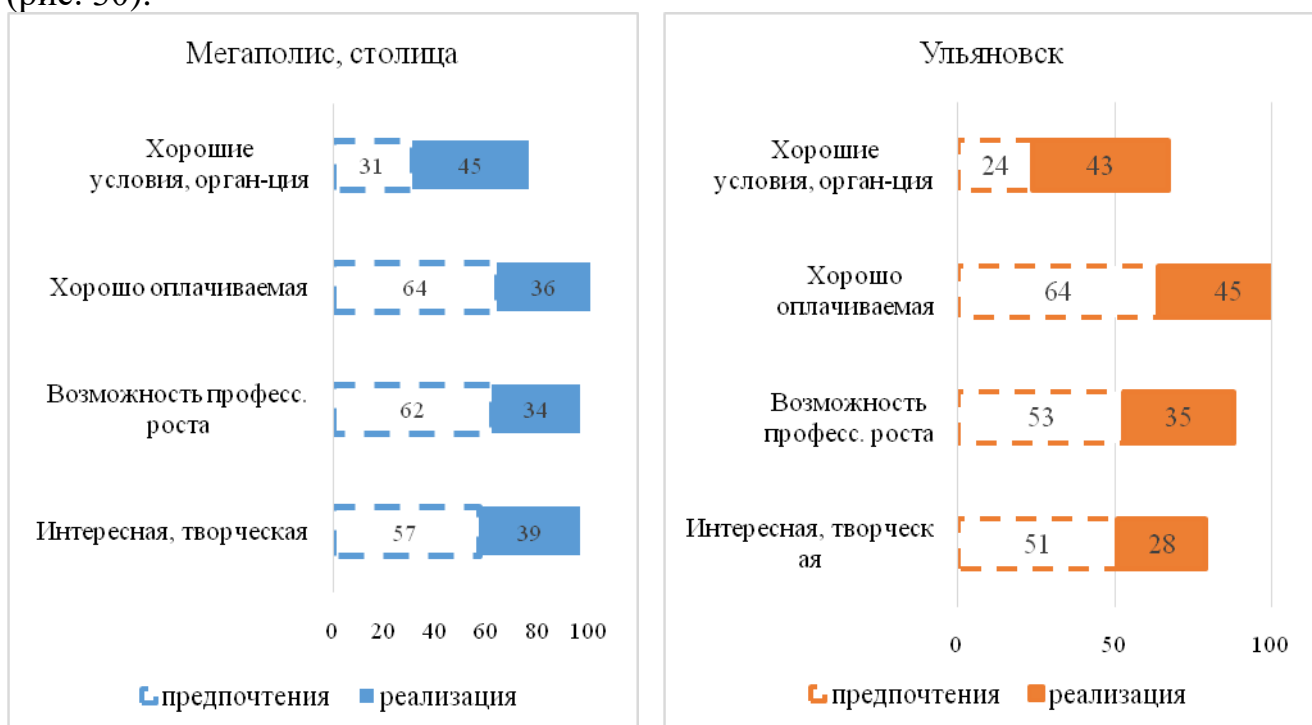 (рис. 30).
Мегаполис, столица
Хорошие
условия, орган-ция
31
45
Хорошо оплачиваемая
64
36
Возможность професс.
роста
62
34
Интересная, творческая
57
39
0 20 40 60 80 100
предпочтения реализация
Ульяновск
Хорошие
условия, орган-ция
24
43
Хорошо
оплачиваемая
64
45
Возможность
професс. роста
53
35
Интересная, творческ
ая
51
28
0 50 100
предпочтения реализация